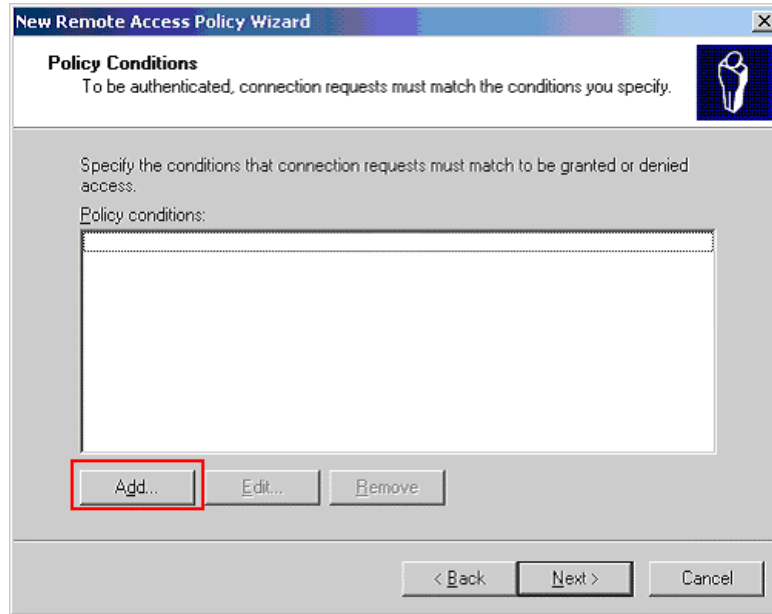 New Remote Access Policy Wizard
Policy Conditions
To be authenticated, connection requests must match the conditions you specify.
Specify the conditions that connection requests must match to be granted or denied
access.
Policy conditions:
Add... Edit... Remove
< Back Next > Cancel